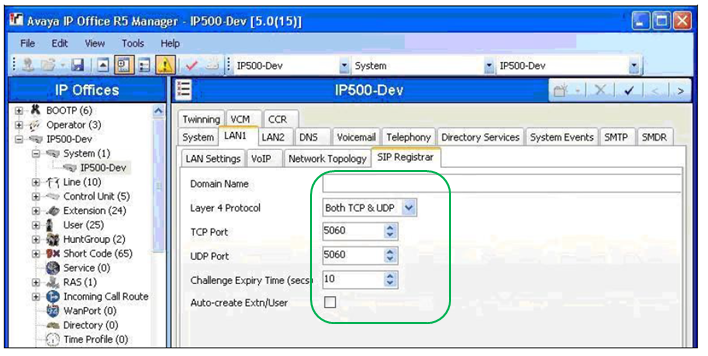 Avaya IP Office R5 Manager - IP500-Dev [5.0(15)]
File Edit View Tools Help
IP500-Dev System IP500-Dev
IP Offices
IP500-Dev
BOOTP (6)
Operator (3)
IP500-Dev
System (1)
IP500-Dev
Line (10)
Control Unit (5)
Extension (24)
User (25)
HuntGroup (2)
Short Code (65)
Service (0)
RAS (1)
Incoming Call Route
WanPort (0)
Directory (0)
Time Profile (0)
Twinning VCM CCR
System LAN1 LAN2 DNS Voicemail Telephony Directory Services System Events SMTP SMDR
LAN Settings VoIP Network Topology SIP Registrar
Domain Name
Layer 4 Protocol Both TCP & UDP
TCP Port 5060
UDP Port 5060
Challenge Expiry Time (secs) 10
Auto-create Extn/User